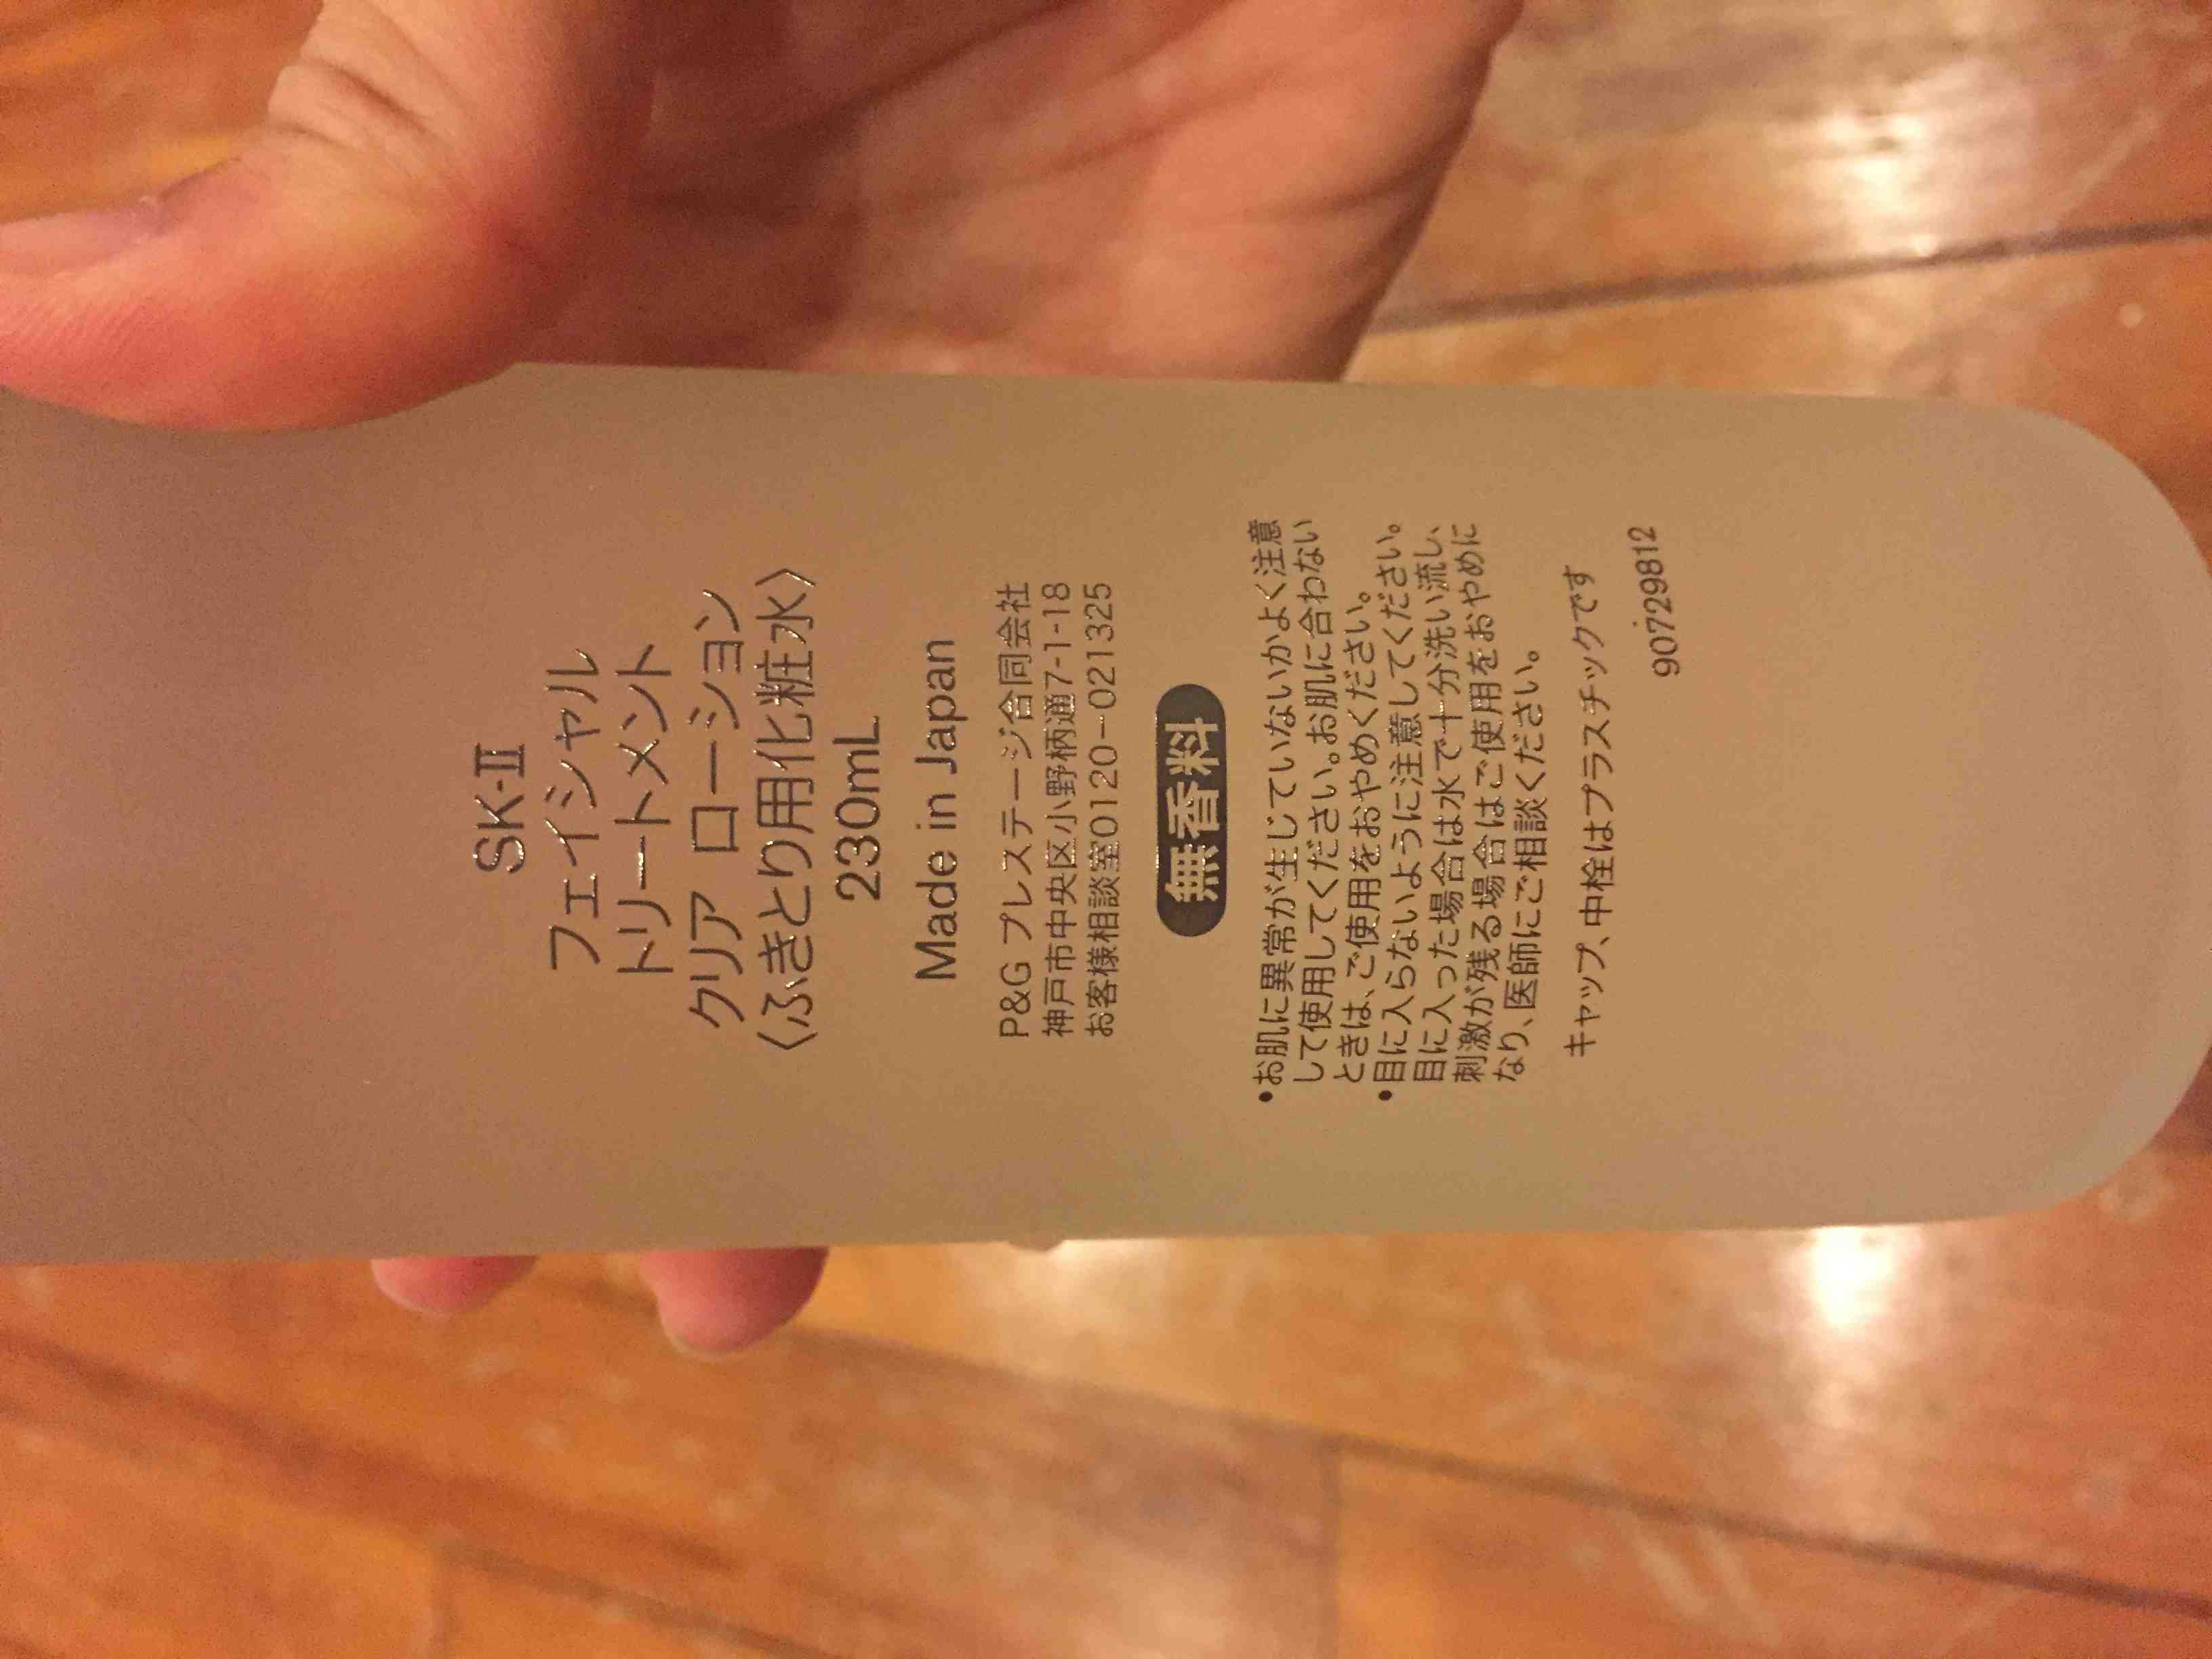 SK-II
フェイシャル
トリートメント
クリア ローション
〈ふきとり用化粧水〉
230mL
Made in Japan
P&G プレステージ合同会社
神戸市中央区小野柄通7-1-18
お客様相談室0120-021325
無香料
•お肌に異常が生じていないかよく注意
して使用してください。お肌に合わない
ときは、ご使用をおやめください。
•目に入らないように注意してください。
目に入った場合は水で十分洗い流し、
刺激が残る場合はご使用をおやめに
なり、医師にご相談ください。
キャップ、中栓はプラスチックです
90729812